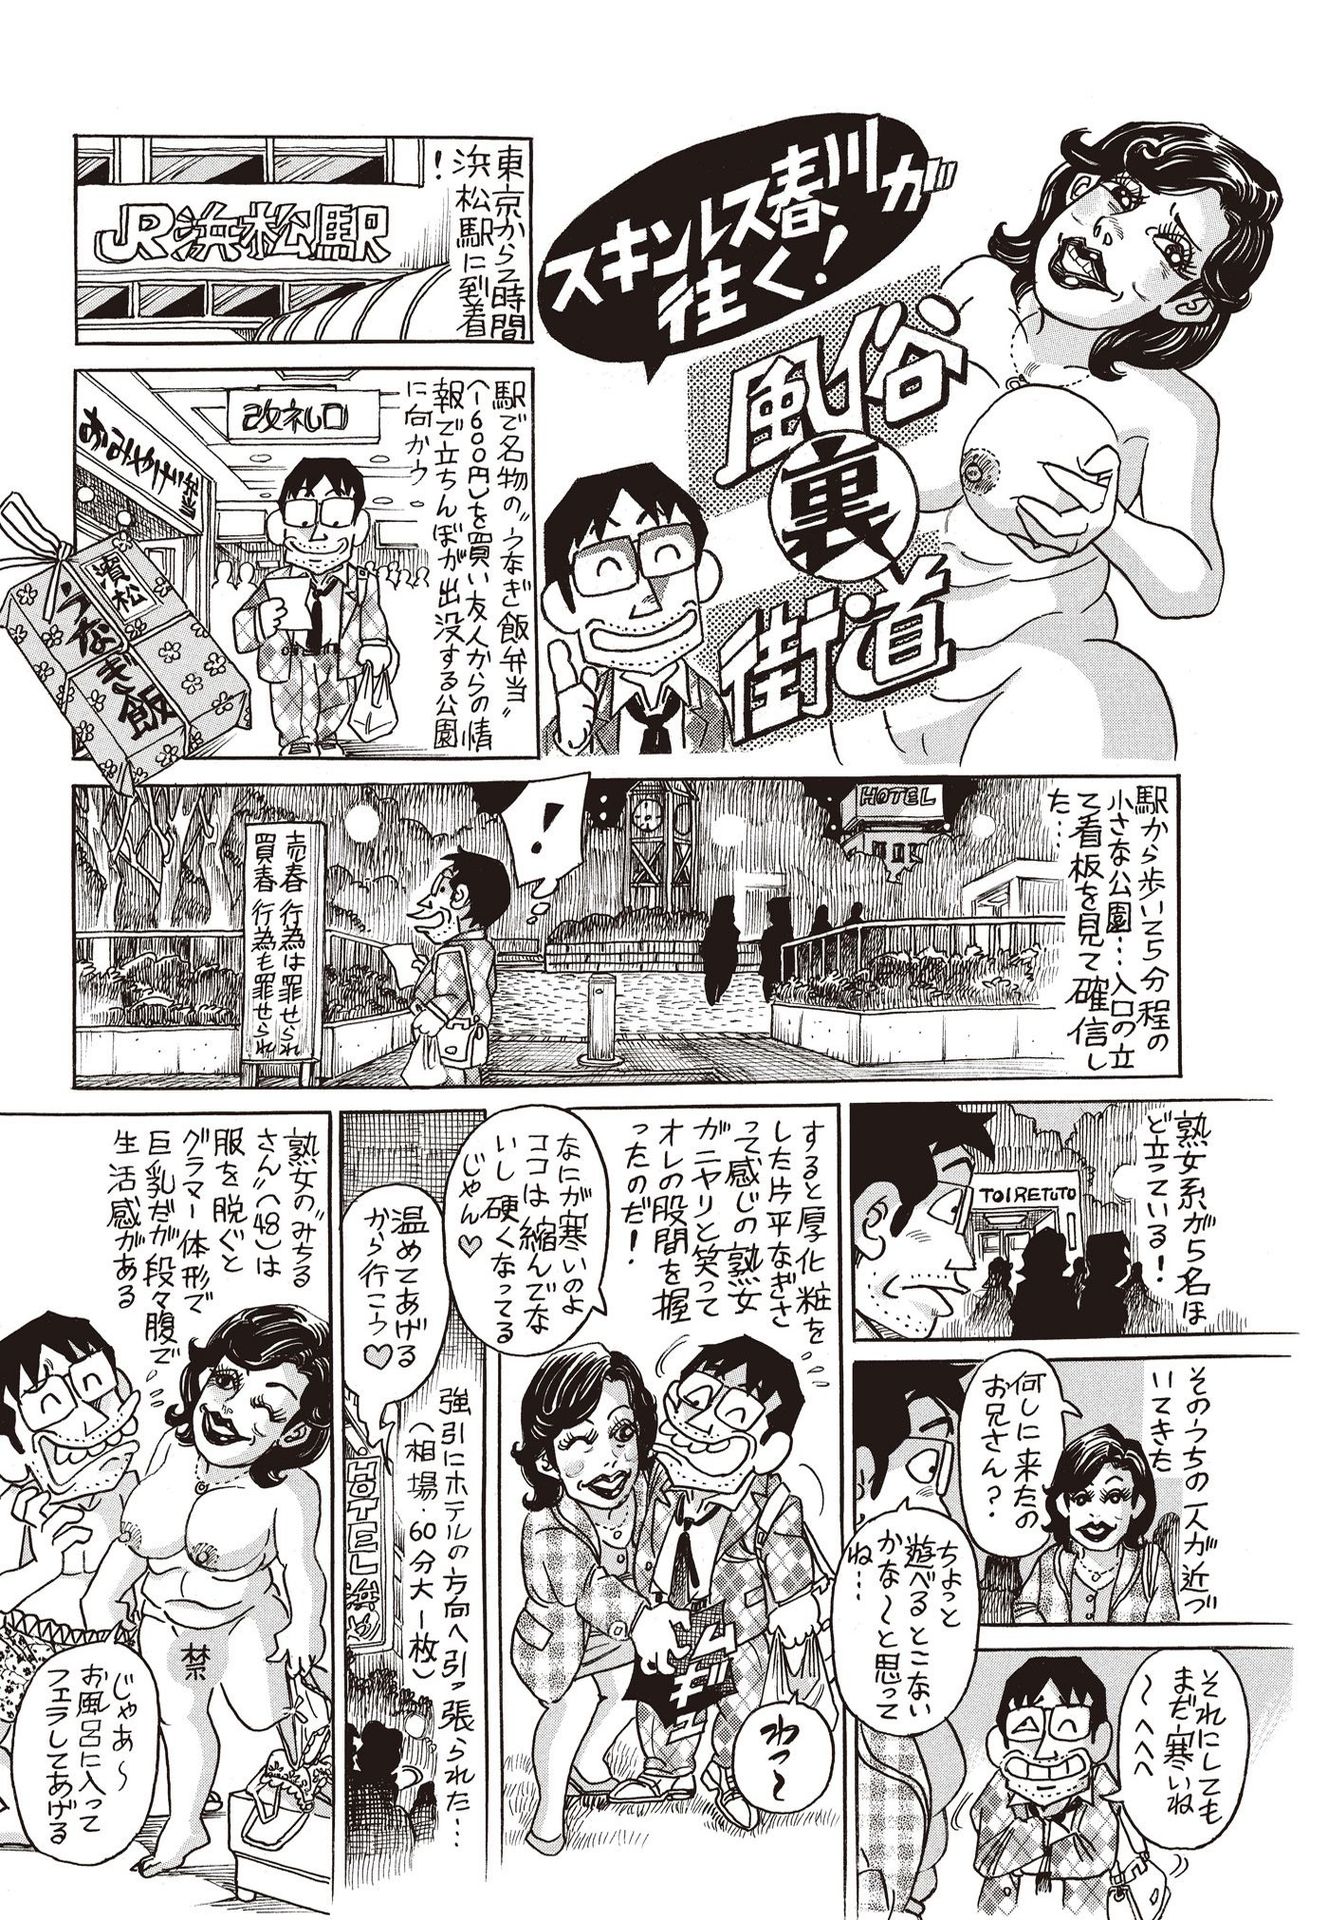 スキンレス春川が
往く!
風俗
裏
街道
東京から2時間
浜松駅に到着
!
JR浜松駅
駅で名物の〝うなぎ飯弁当〟
(1600円)を買い友人からの情
報で立ちんぼが出没する公園
に向かう
改札口
おみやげ
弁当
濱松
うなぎ飯
駅から歩いて5分程の
小さな公園…入口の立
て看板を見て確信し
た…
HOTEL
!
売春行為は罪せられ
買春行為も罪せられ
熟女系が5名ほ
ど立っている!
TOIRETUTO
そのうちの一人が近づ
いてきた
何しに来たの
お兄さん?
ちょっと
遊べるとこない
かな〜と思って
ね…
それにしても
まだ寒いね
〜へへへ
すると厚化粧を
した片平なぎさ
って感じの熟女
がニヤリと笑って
オレの股間を握
ったのだ!
なにが寒いのよ
ココは縮んでな
いし硬くなってる
じゃん♡
ムギュ
わっ〜
温めてあげる
から行こう♡
強引にホテルの方向へ引っ張られた…
(相場・60分大一枚)
HOTEL浜
熟女の〝みちる
さん〟(48)は
服を脱ぐと
グラマー体形で
巨乳だが段々腹で
生活感がある
禁
じゃあ〜
お風呂に入って
フェラしてあげる